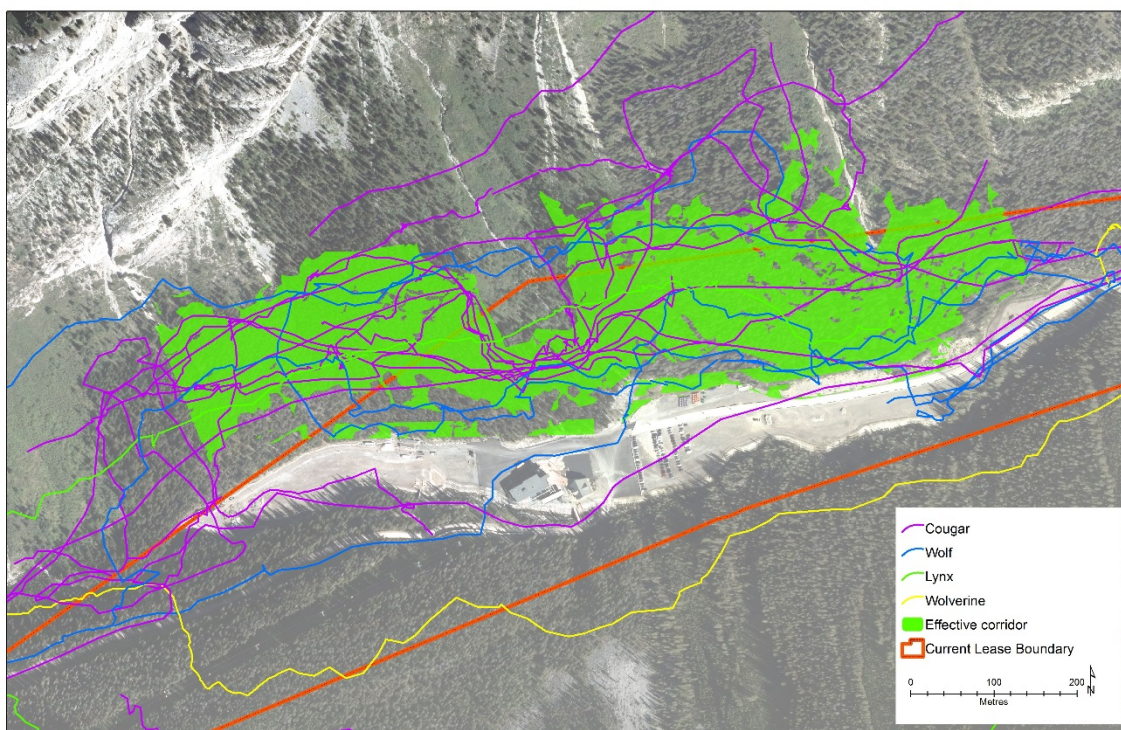 Cougar
Wolf
Lynx
Wolverine
Effective corridor
Current Lease Boundary
0 100 200
Metres
N